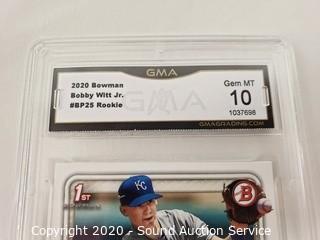 GMA
2020 Bowman
Bobby Witt Jr.
#BP25 Rookie
Gem MT
10
1037698
GMAGRADING.COM
1ST
B
KC
Copyright 2020 - Sound Auction Service